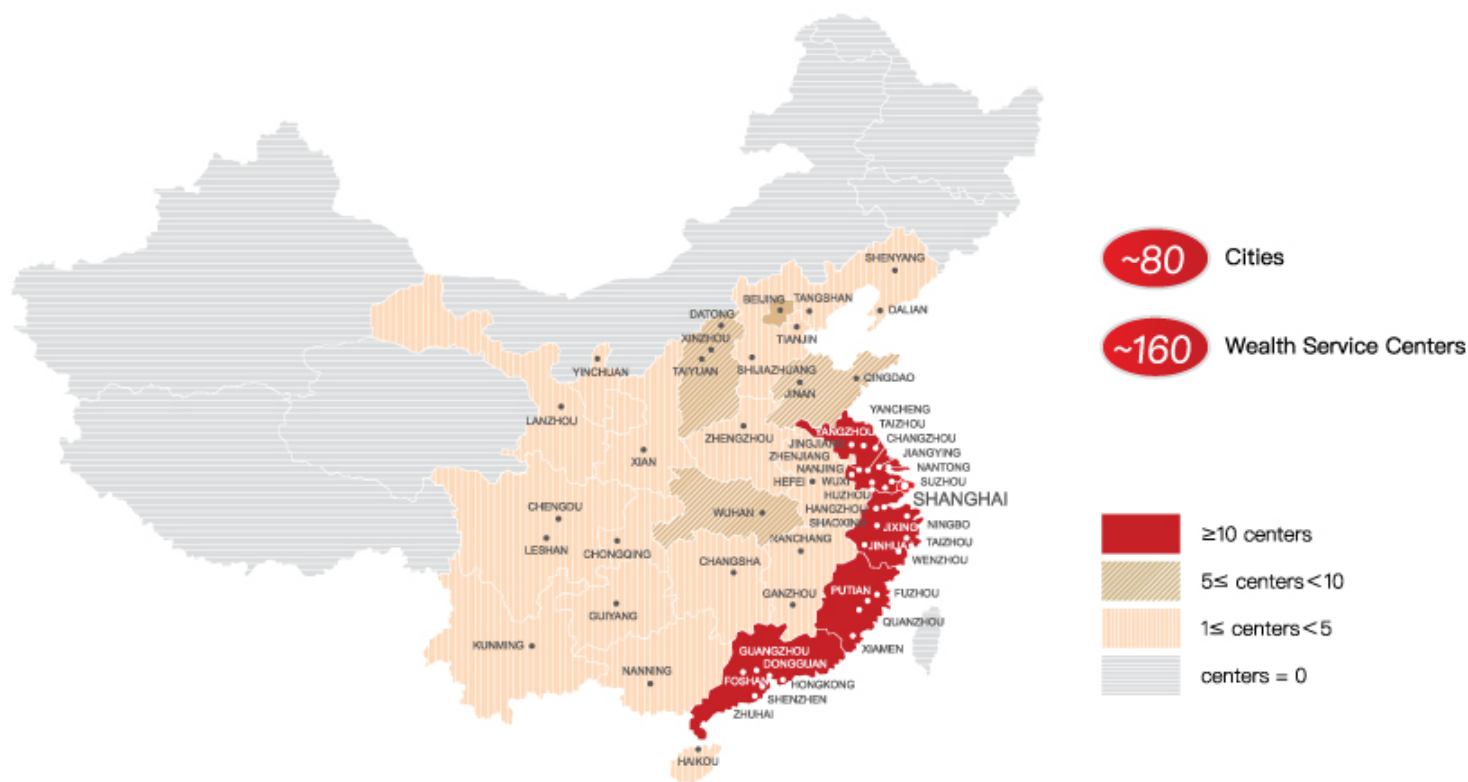 SHENYANG
BEIJING
TANGSHAN
DALIAN
DATONG
TIANJIN
XINZHOU
YINCHUAN
TAIYUAN
SHIJIAZHUANG
QINGDAO
JINAN
LANZHOU
YANCHENG
TAIZHOU
YANGZHOU
ZHENGZHOU
CHANGZHOU
JINGJIANG
JIANGYING
ZHENJIANG
XIAN
NANJING
NANTONG
HEFEI
WUXI
SUZHOU
HUZHOU
SHANGHAI
CHENGDU
WUHAN
HANGZHOU
SHAOXING
JIXING
NINGBO
LESHAN
CHONGQING
NANCHANG
JINHUA
TAIZHOU
CHANGSHA
WENZHOU
GANZHOU
PUTIAN
FUZHOU
GUIYANG
QUANZHOU
KUNMING
XIAMEN
GUANGZHOU
DONGGUAN
NANNING
FOSHAN
HONGKONG
SHENZHEN
ZHUHAI
HAIKOU
~80 Cities
~160 Wealth Service Centers
≥10 centers
5≤ centers<10
1≤ centers<5
centers = 0